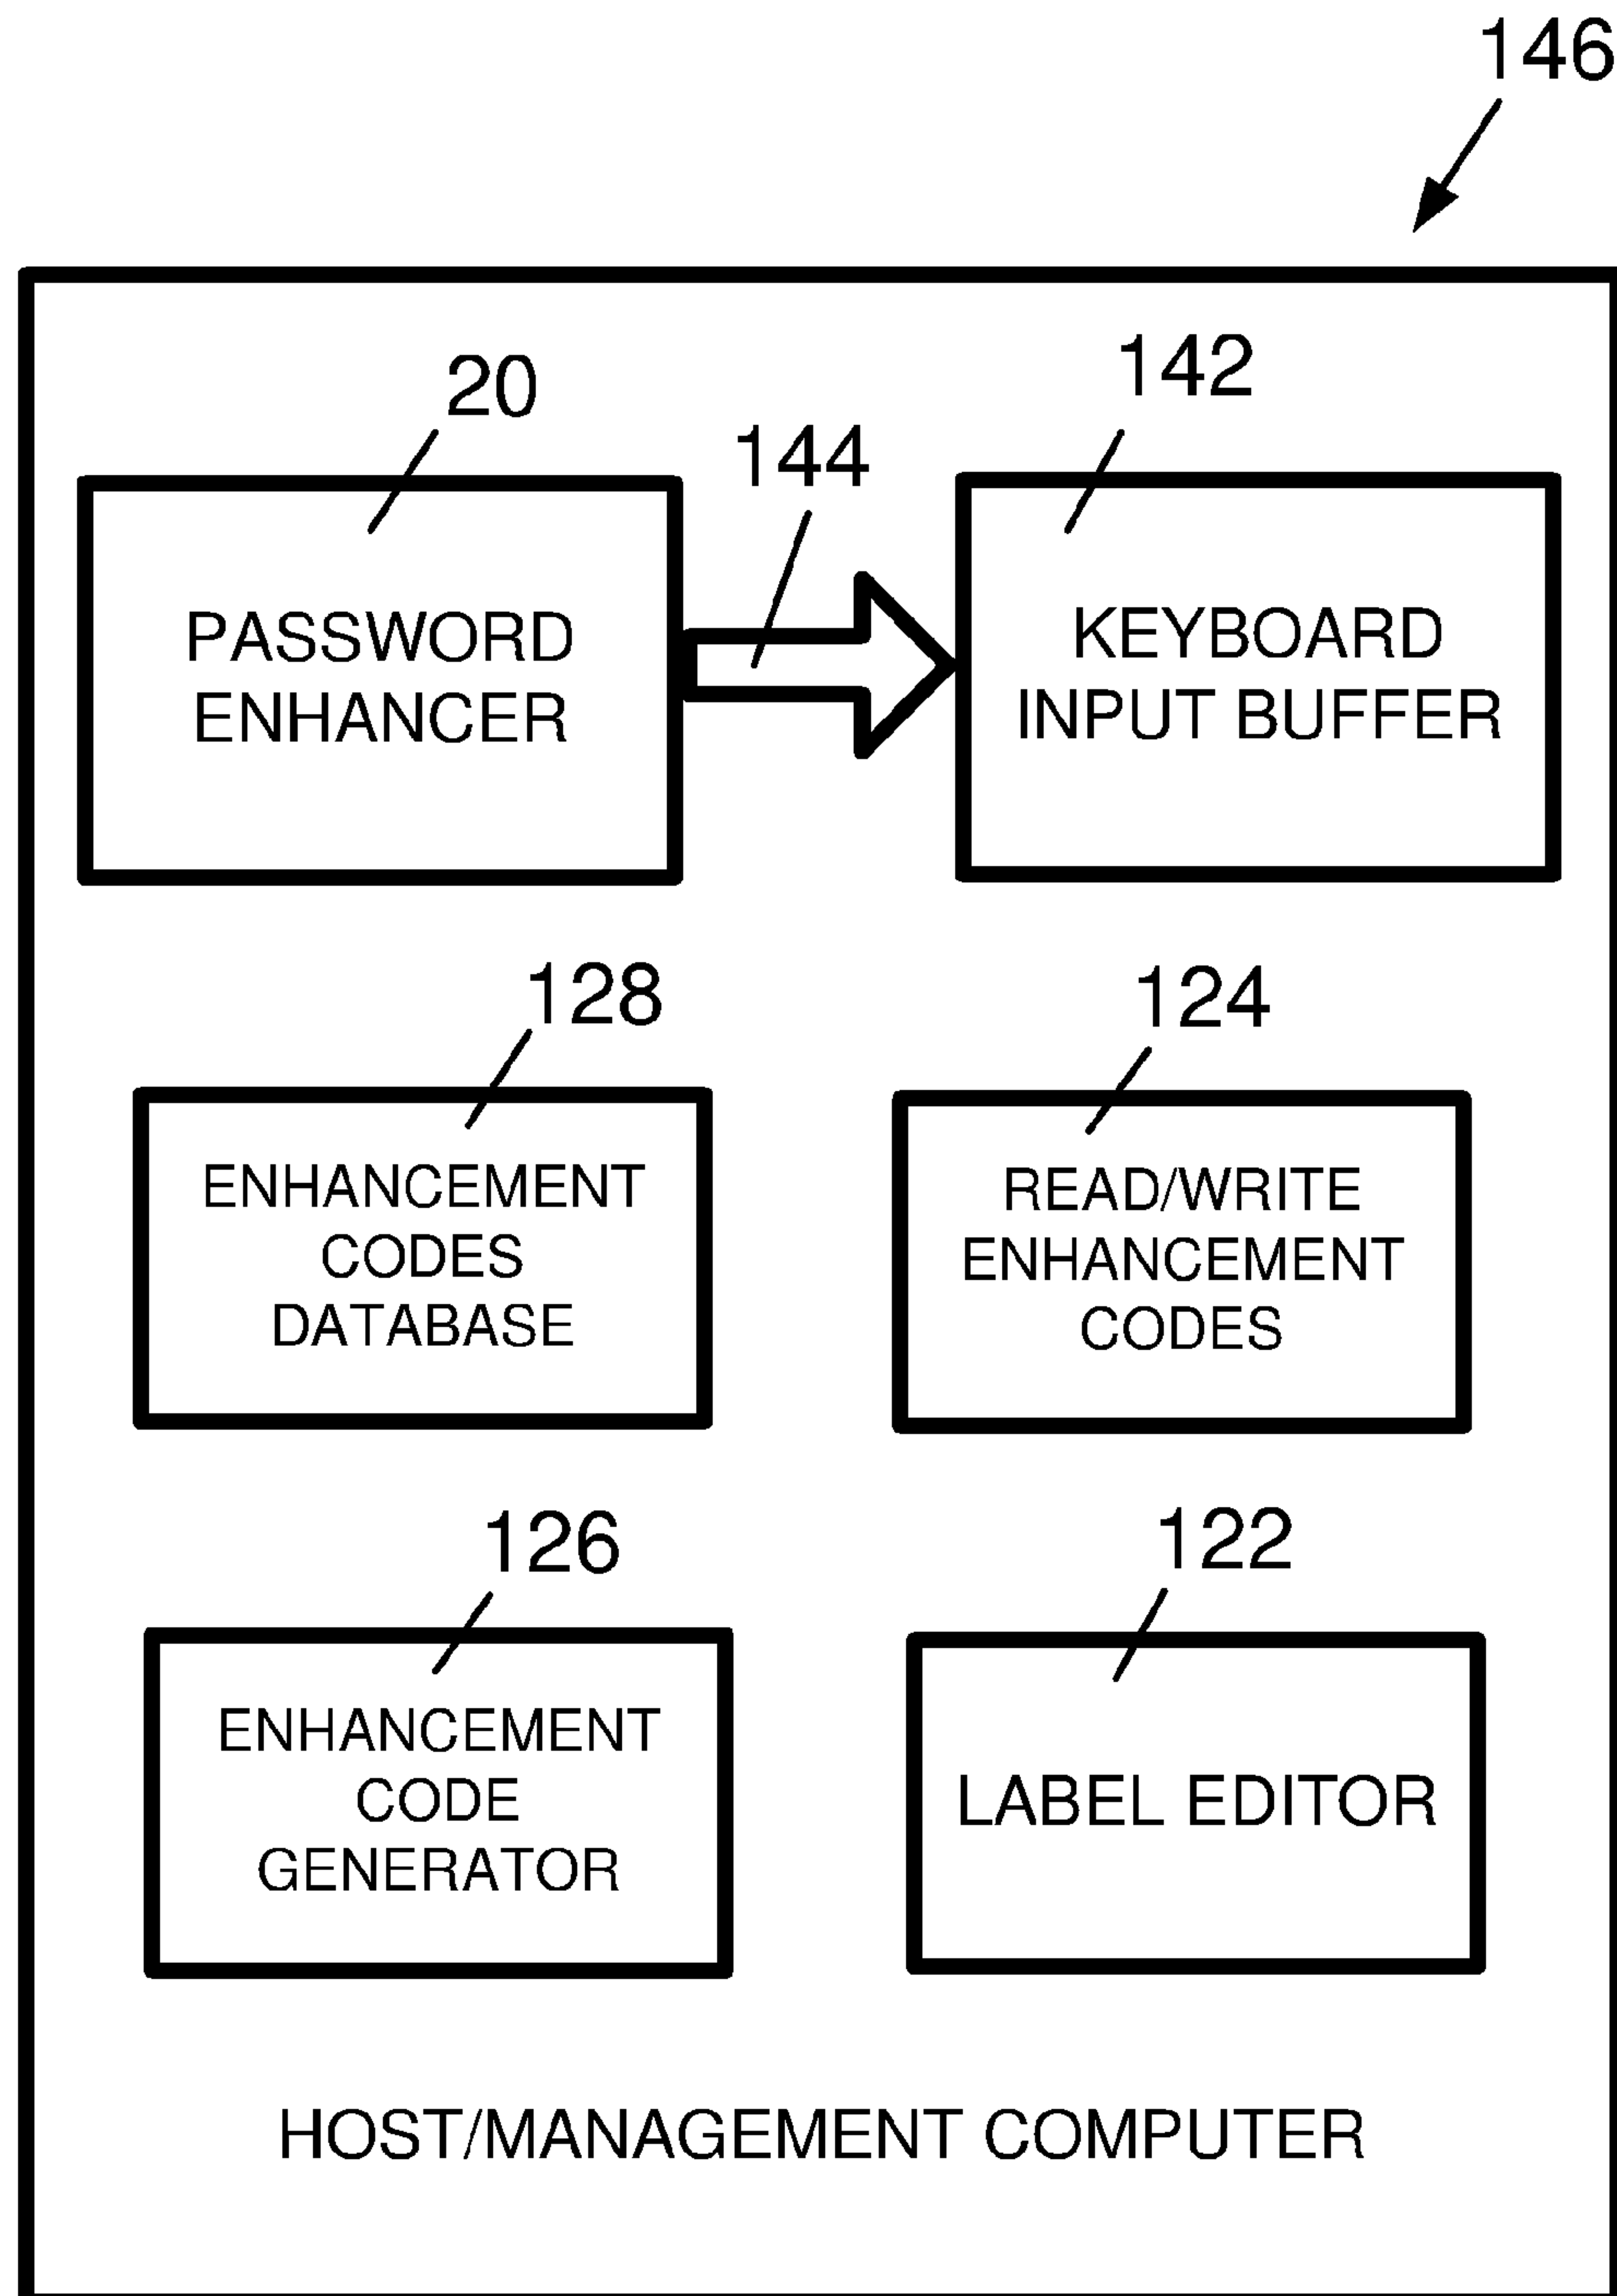 146
20
142
144
PASSWORD
ENHANCER
KEYBOARD
INPUT BUFFER
128
124
ENHANCEMENT
CODES
DATABASE
READ/WRITE
ENHANCEMENT
CODES
126
122
ENHANCEMENT
CODE
GENERATOR
LABEL EDITOR
HOST/MANAGEMENT COMPUTER